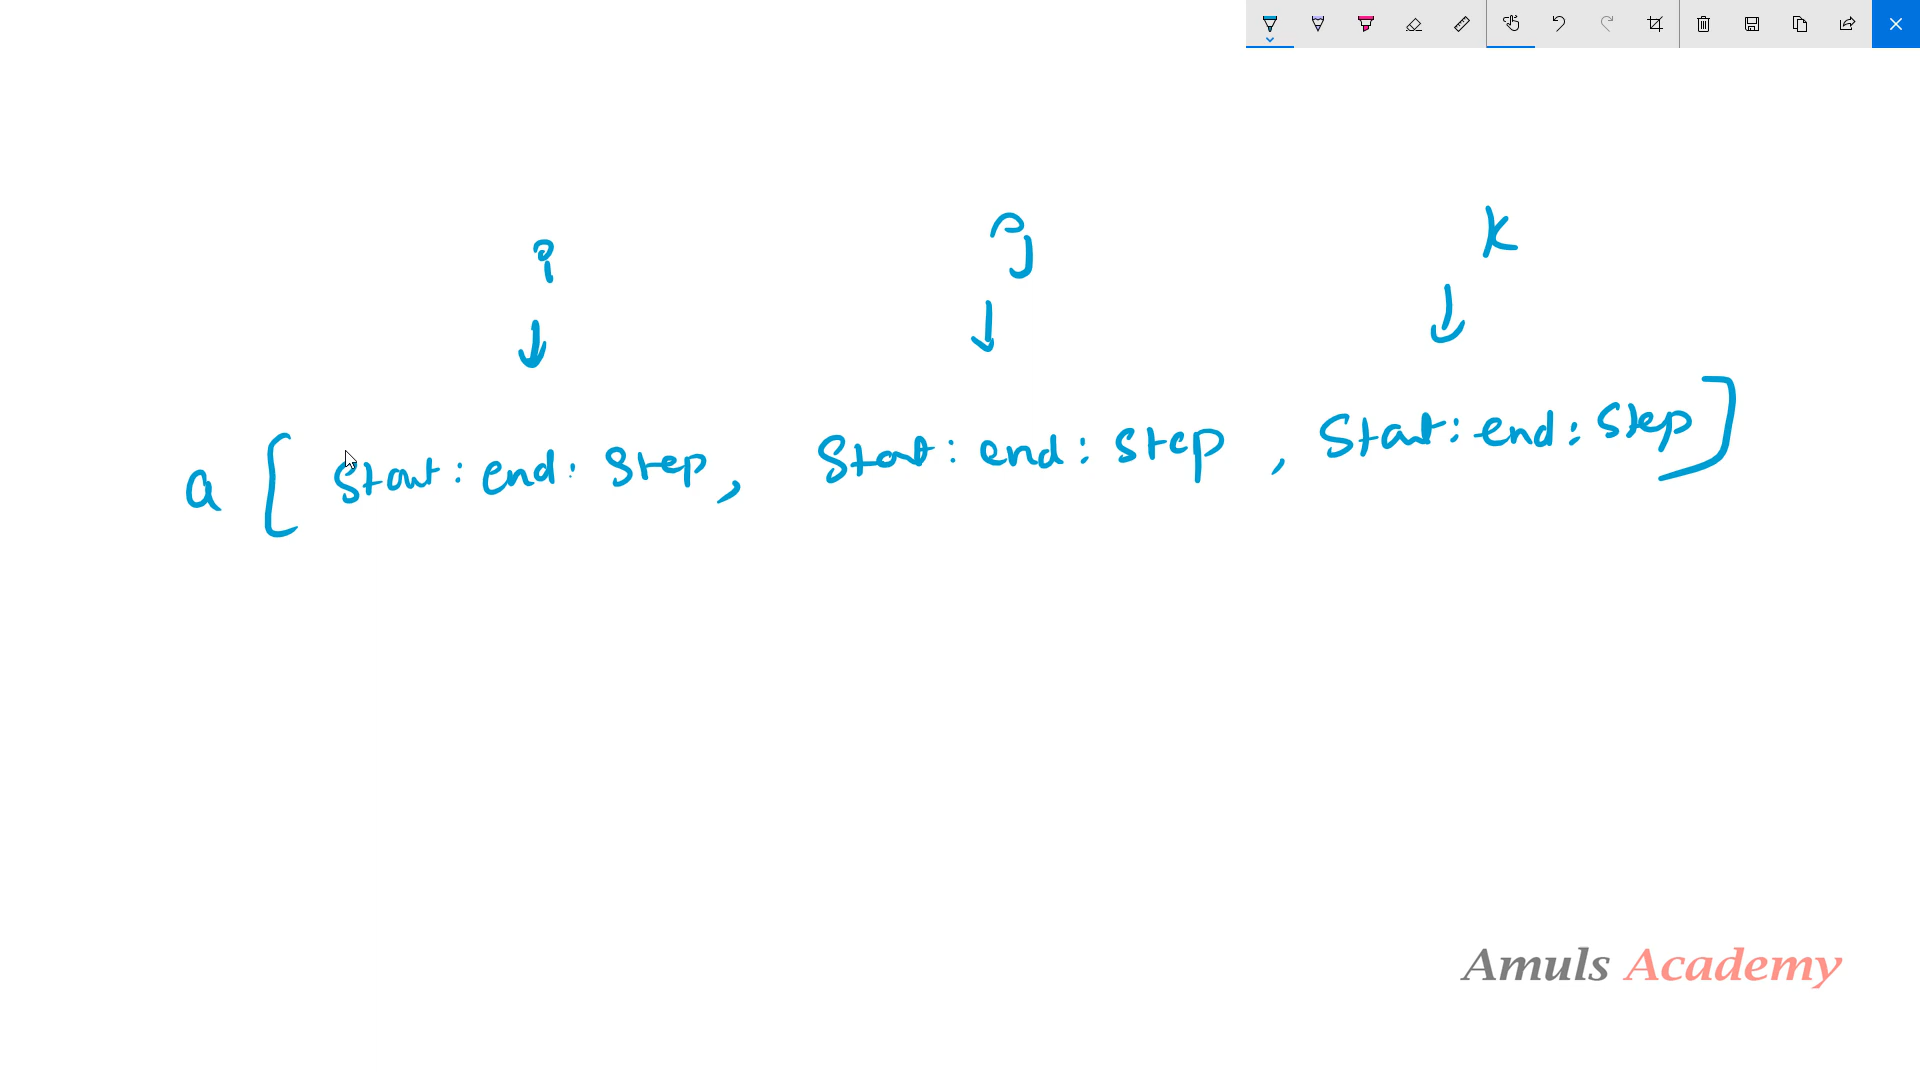 i j k
a [ Start : end : Step , Start : end : step , Start : end : Step ]
Amuls Academy